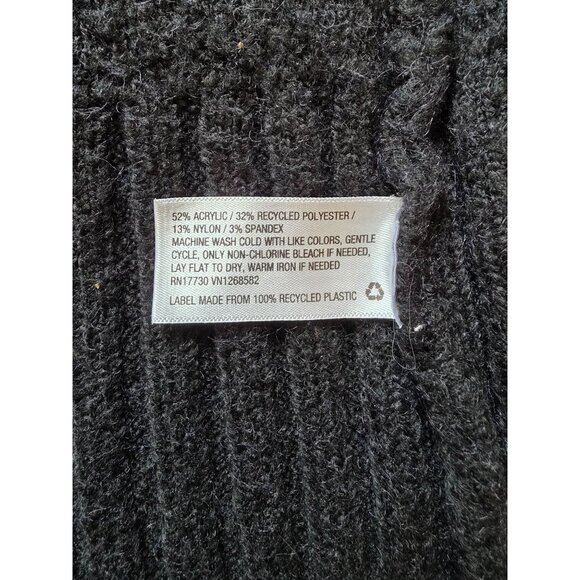 52% ACRYLIC / 32% RECYCLED POLYESTER /
13% NYLON / 3% SPANDEX
MACHINE WASH COLD WITH LIKE COLORS, GENTLE
CYCLE, ONLY NON-CHLORINE BLEACH IF NEEDED,
LAY FLAT TO DRY, WARM IRON IF NEEDED
RN17730 VN1268582
LABEL MADE FROM 100% RECYCLED PLASTIC